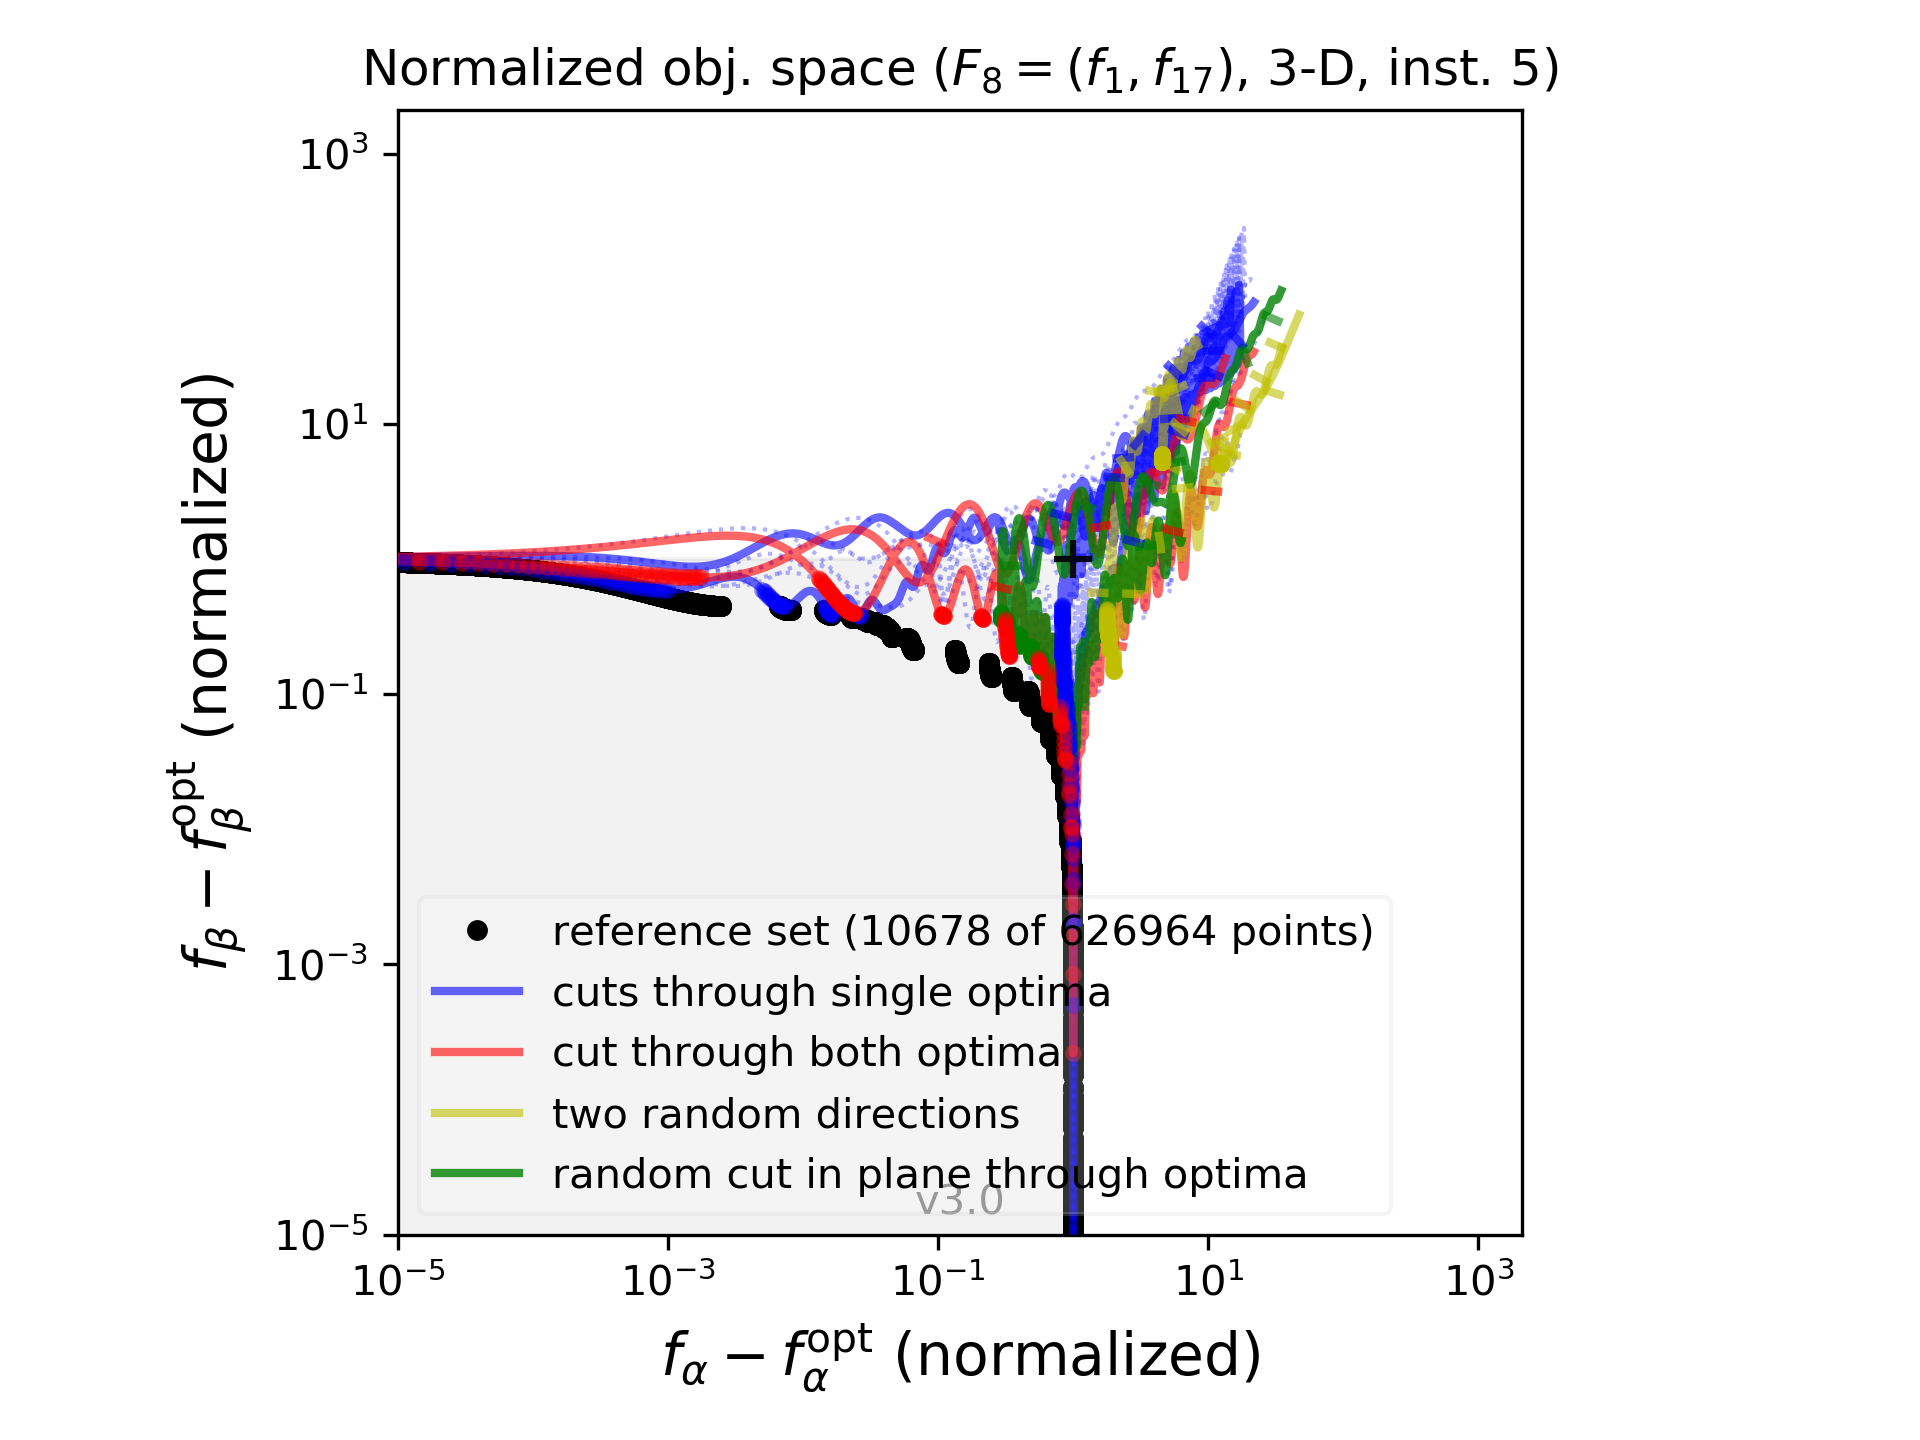 Normalized obj. space (F₈ = (f₁, f₁₇), 3-D, inst. 5)
10³
10¹
10⁻¹
10⁻³
10⁻⁵
f_β − f_β^opt (normalized)
reference set (10678 of 626964 points)
cuts through single optima
cut through both optima
two random directions
random cut in plane through optima
v3.0
10⁻⁵ 10⁻³ 10⁻¹ 10¹ 10³
f_α − f_α^opt (normalized)